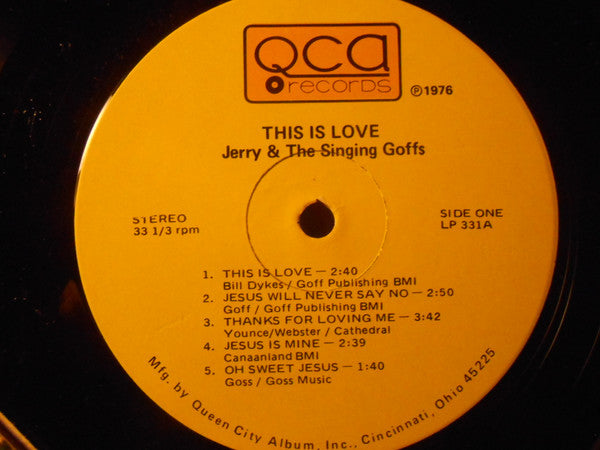 QCA
records
℗1976
THIS IS LOVE
Jerry & The Singing Goffs
STEREO
33 1/3 rpm
SIDE ONE
LP 331A
1. THIS IS LOVE — 2:40
Bill Dykes / Goff Publishing BMI
2. JESUS WILL NEVER SAY NO — 2:50
Goff / Goff Publishing BMI
3. THANKS FOR LOVING ME — 3:42
Younce/Webster / Cathedral
4. JESUS IS MINE — 2:39
Canaanland BMI
5. OH SWEET JESUS — 1:40
Goss / Goss Music
Mfg. by Queen City Album, Inc., Cincinnati, Ohio 45225